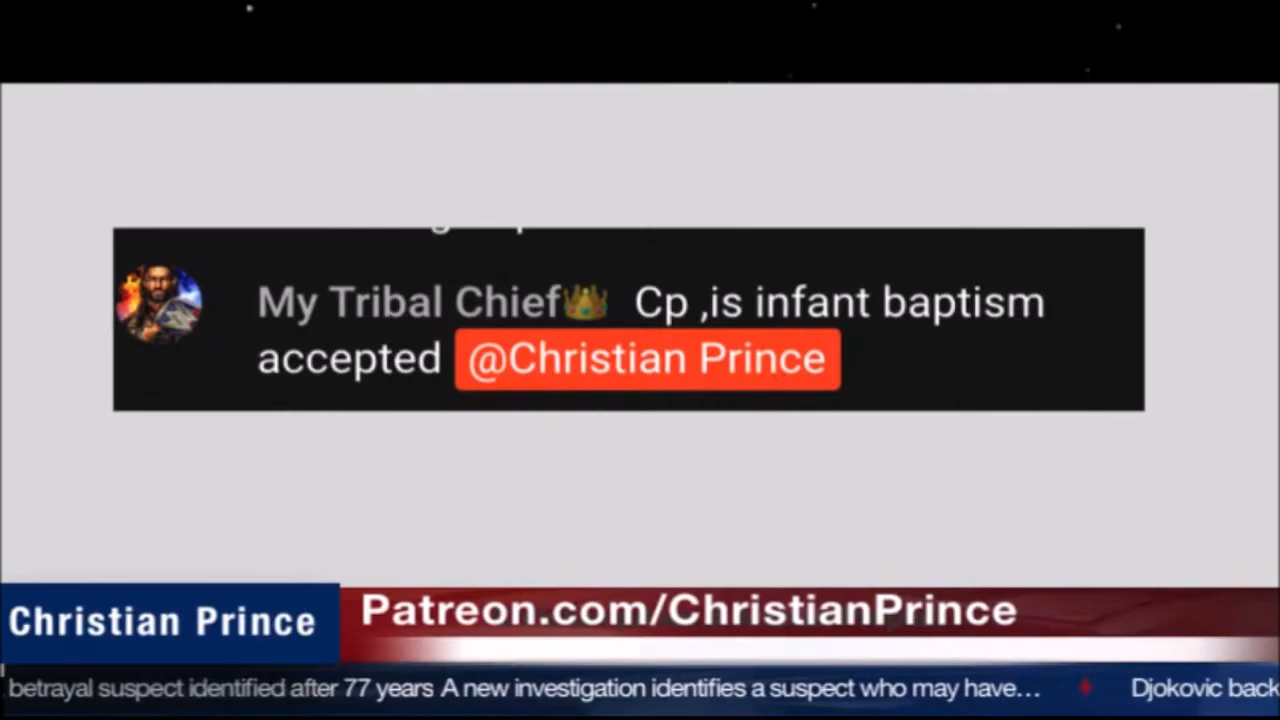 My Tribal Chief👑 Cp ,is infant baptism
accepted @Christian Prince
Christian Prince
Patreon.com/ChristianPrince
betrayal suspect identified after 77 years A new investigation identifies a suspect who may have… ♦ Djokovic back